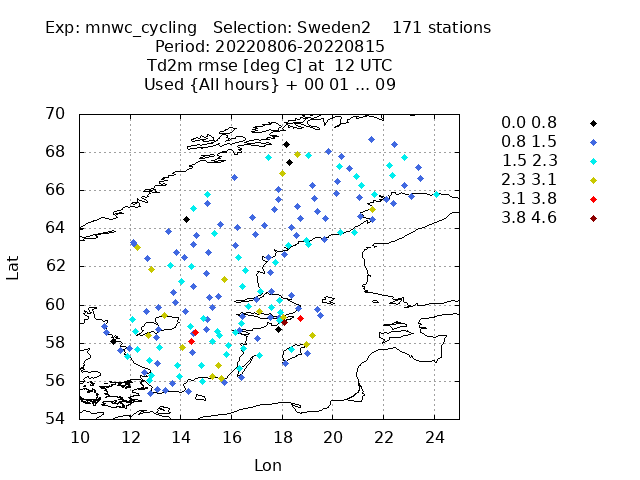 Exp: mnwc_cycling   Selection: Sweden2    171 stations
Period: 20220806-20220815
Td2m rmse [deg C] at  12 UTC
Used {All hours} + 00 01 ... 09
0.0 0.8
0.8 1.5
1.5 2.3
2.3 3.1
3.1 3.8
3.8 4.6
70
68
66
64
62
60
58
56
54
Lat
10 12 14 16 18 20 22 24
Lon